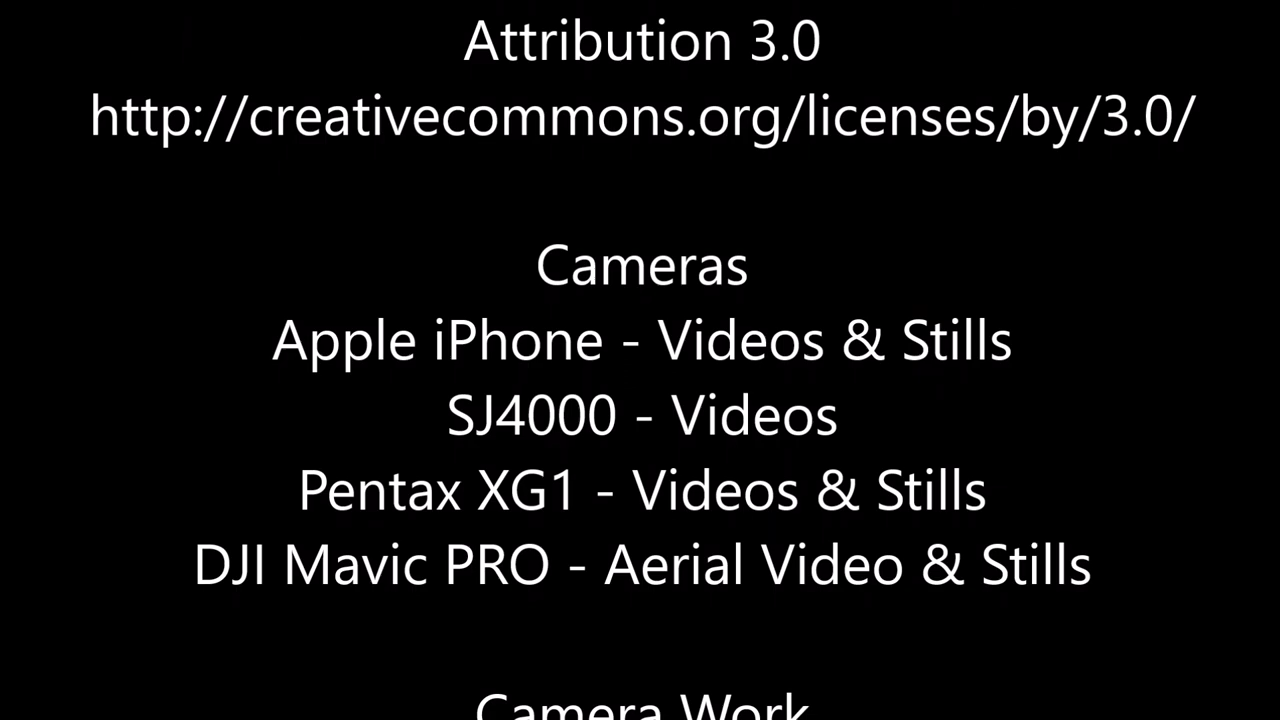 Attribution 3.0
http://creativecommons.org/licenses/by/3.0/
Cameras
Apple iPhone - Videos & Stills
SJ4000 - Videos
Pentax XG1 - Videos & Stills
DJI Mavic PRO - Aerial Video & Stills
Camera Work